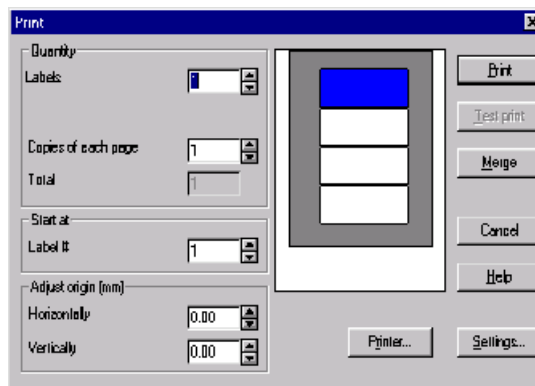 Print
Quantity
Labels 1
Copies of each page 1
Total 1
Start at
Label # 1
Adjust origin (mm)
Horizontally 0.00
Vertically 0.00
Print
Test print
Merge
Cancel
Help
Printer... Settings...